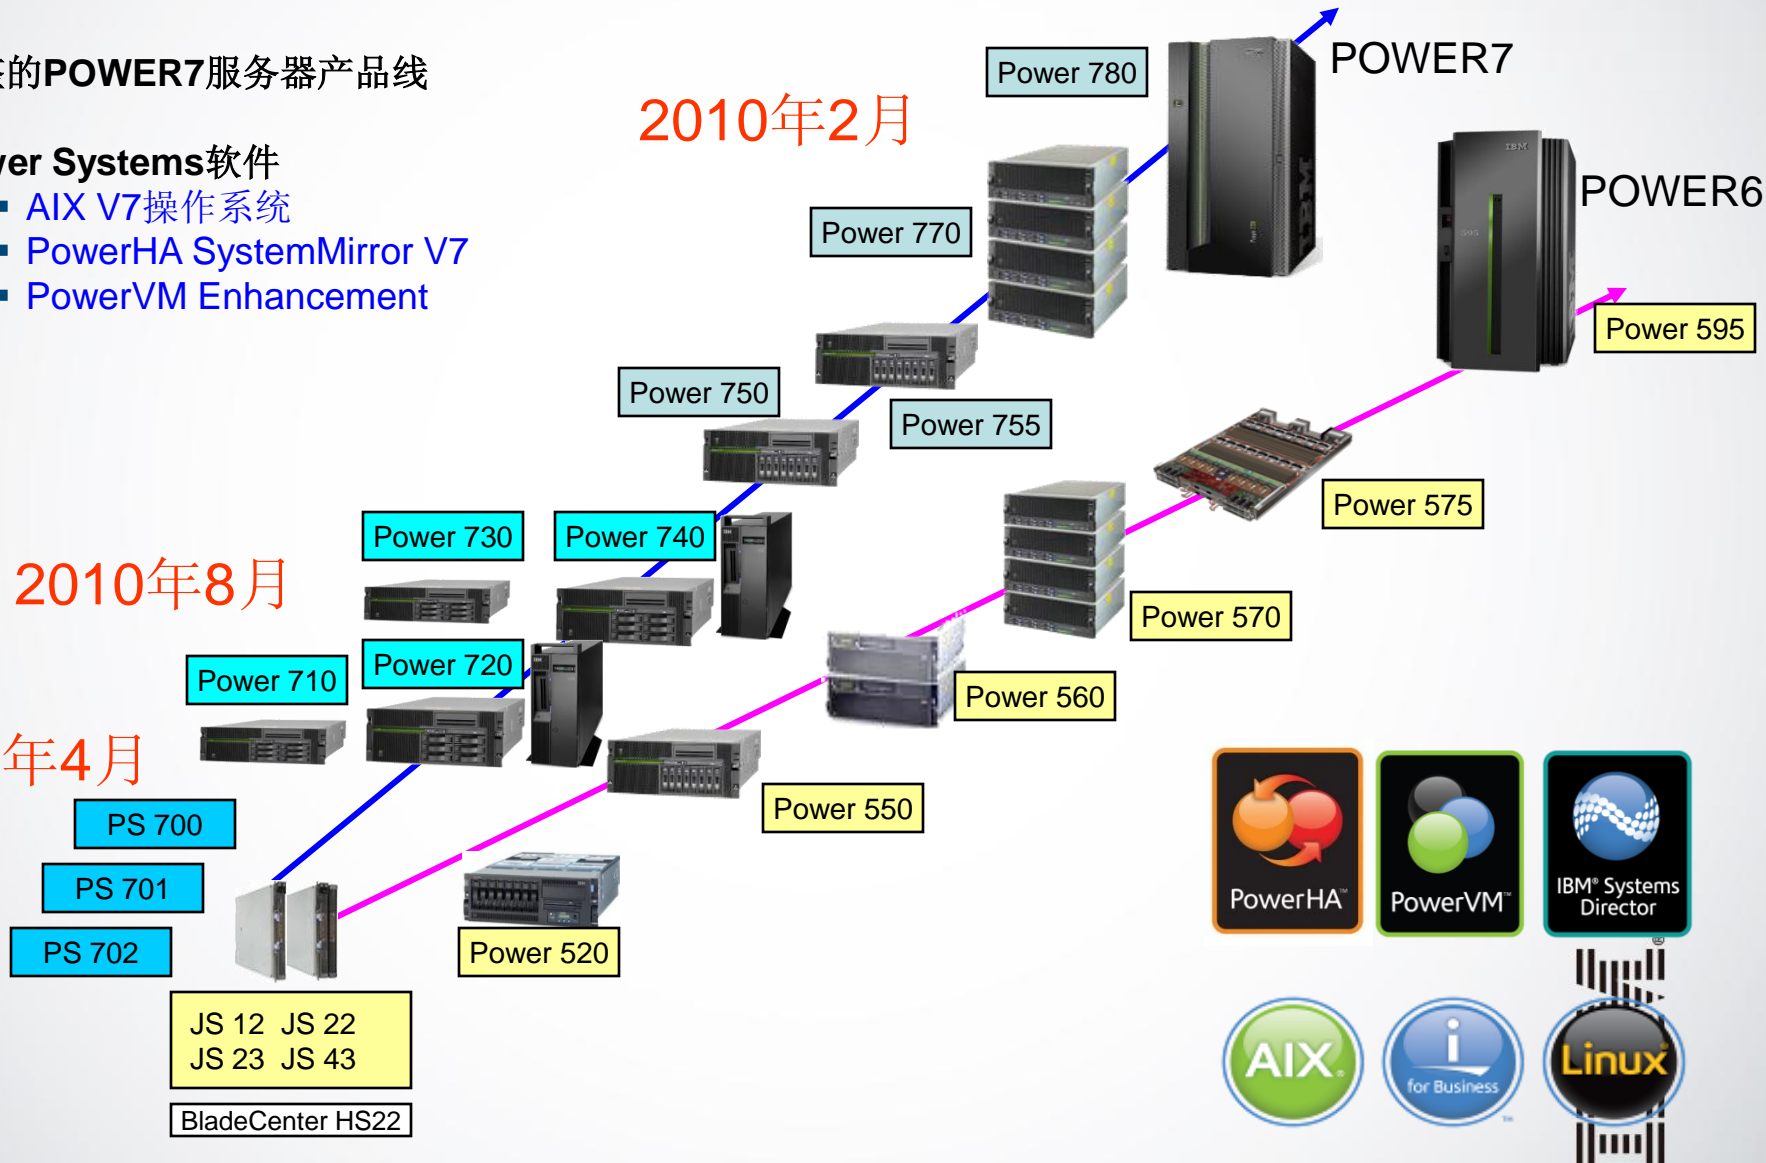 的POWER7服务器产品线
Systems软件
AIX V7操作系统
PowerHA SystemMirror V7
PowerVM Enhancement
2010年2月
Power 780
POWER7
POWER6
Power 770
Power 595
Power 750
Power 755
Power 575
Power 730
Power 740
2010年8月
Power 570
Power 710
Power 720
Power 560
年4月
Power 550
PS 700
PS 701
PS 702
Power 520
JS 12 JS 22
JS 23 JS 43
BladeCenter HS22
PowerHA™
PowerVM™
IBM® Systems
Director
AIX
i
for Business™
Linux
IBM
IBM